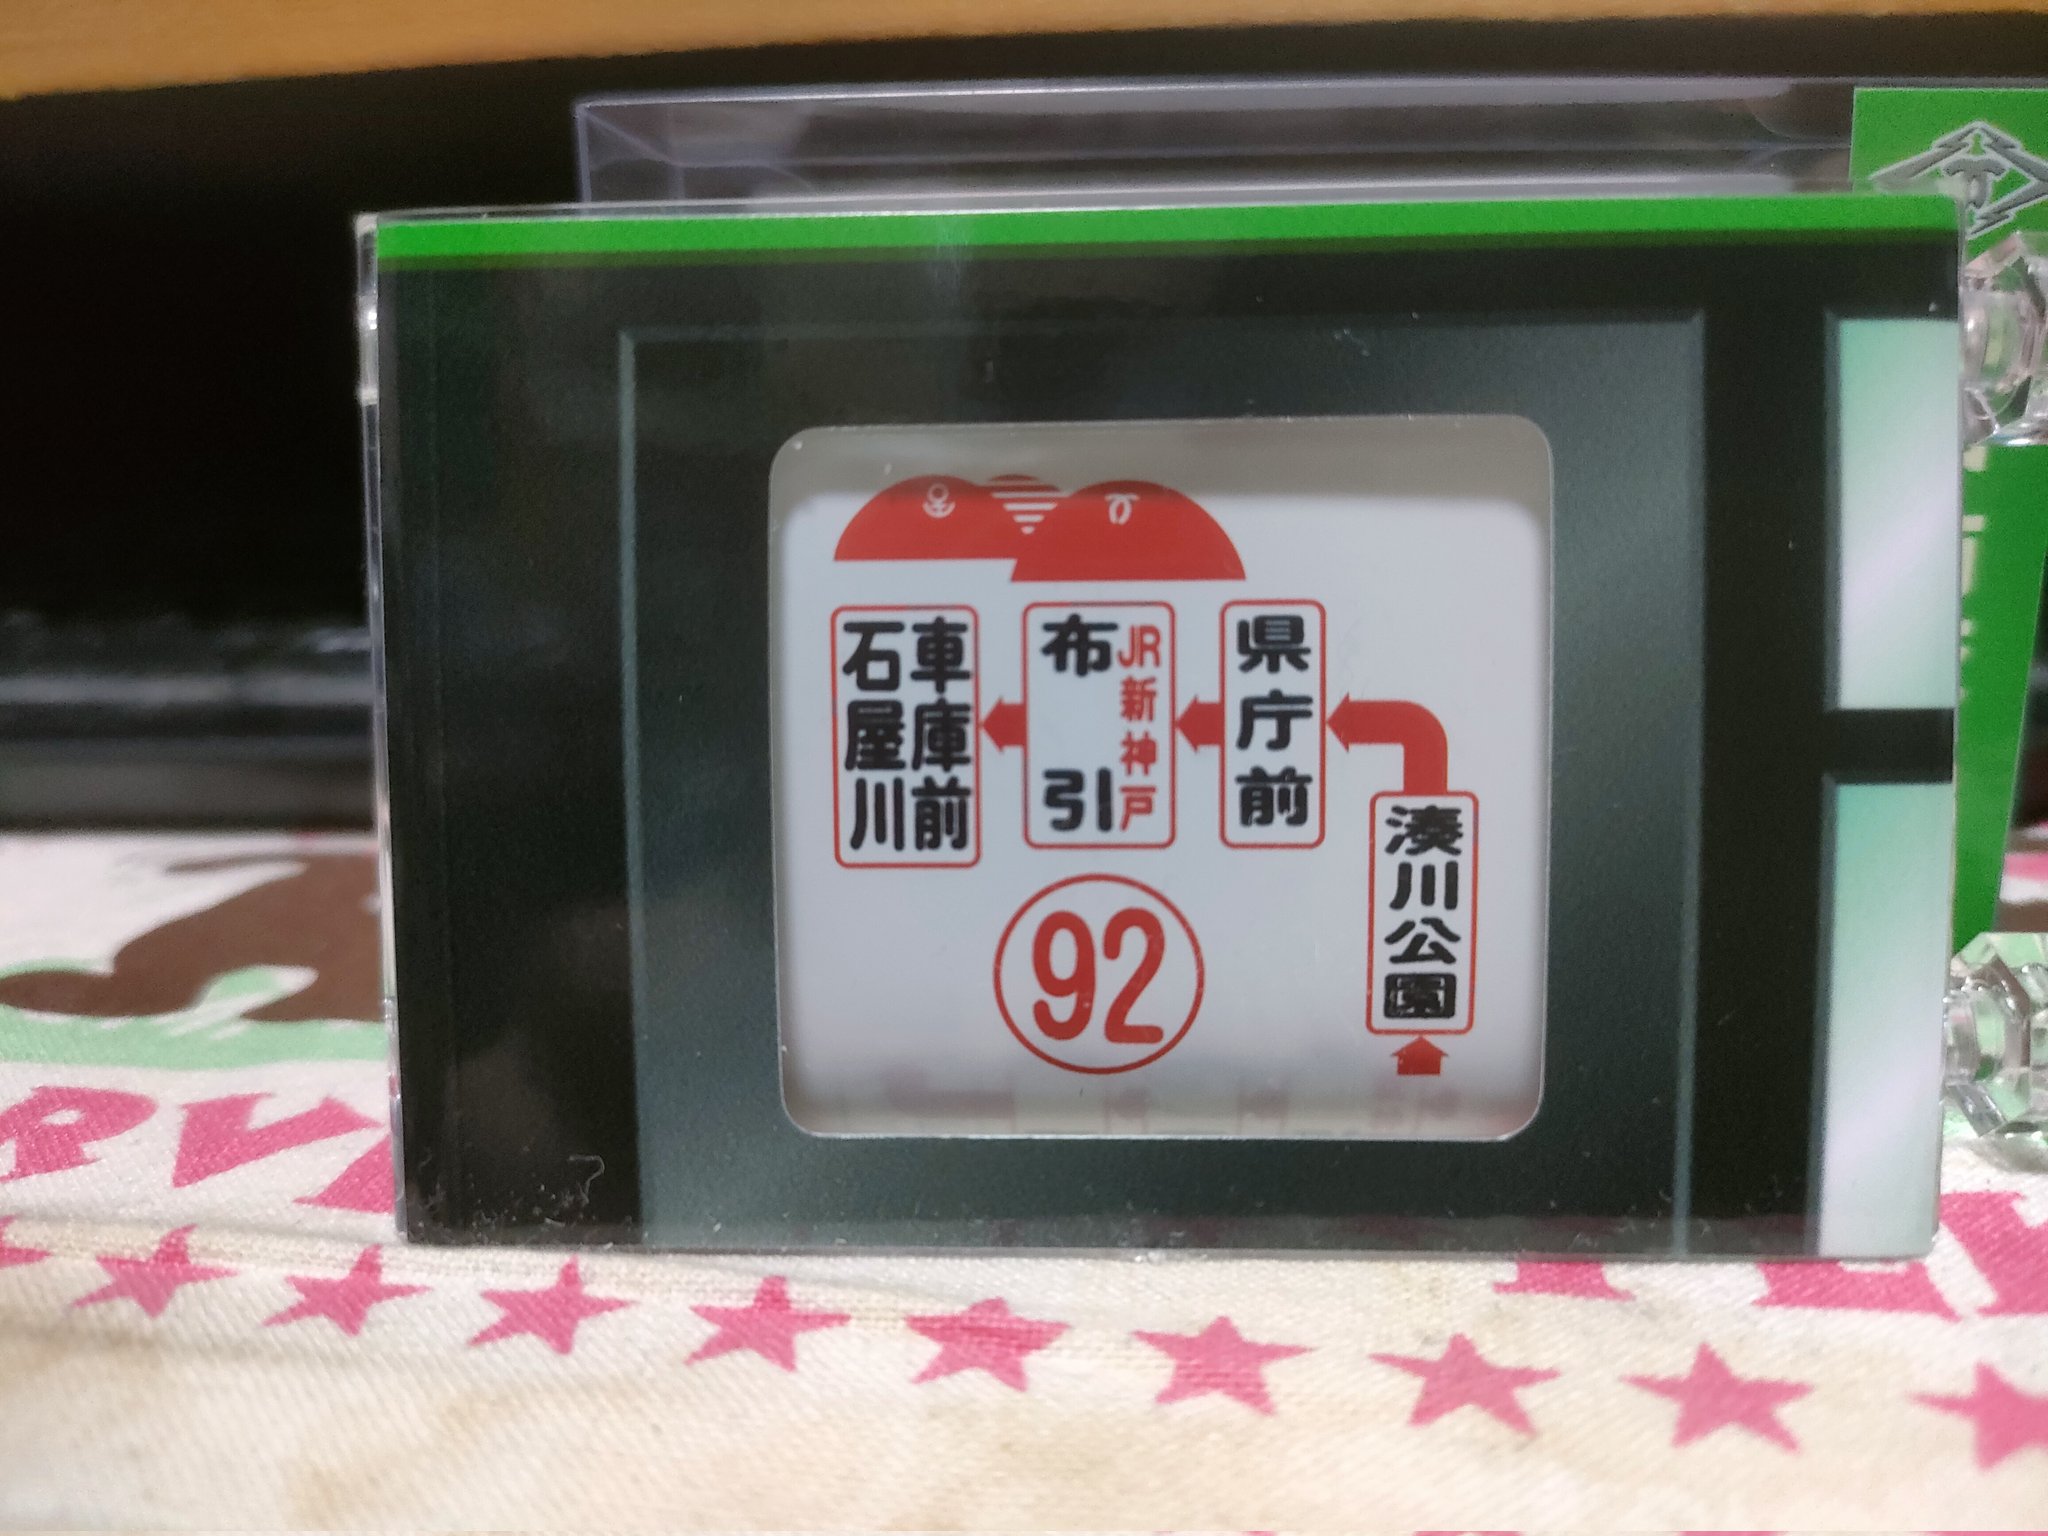 車庫前
石屋川
JR新神戸
布引
県庁前
湊川公園
92